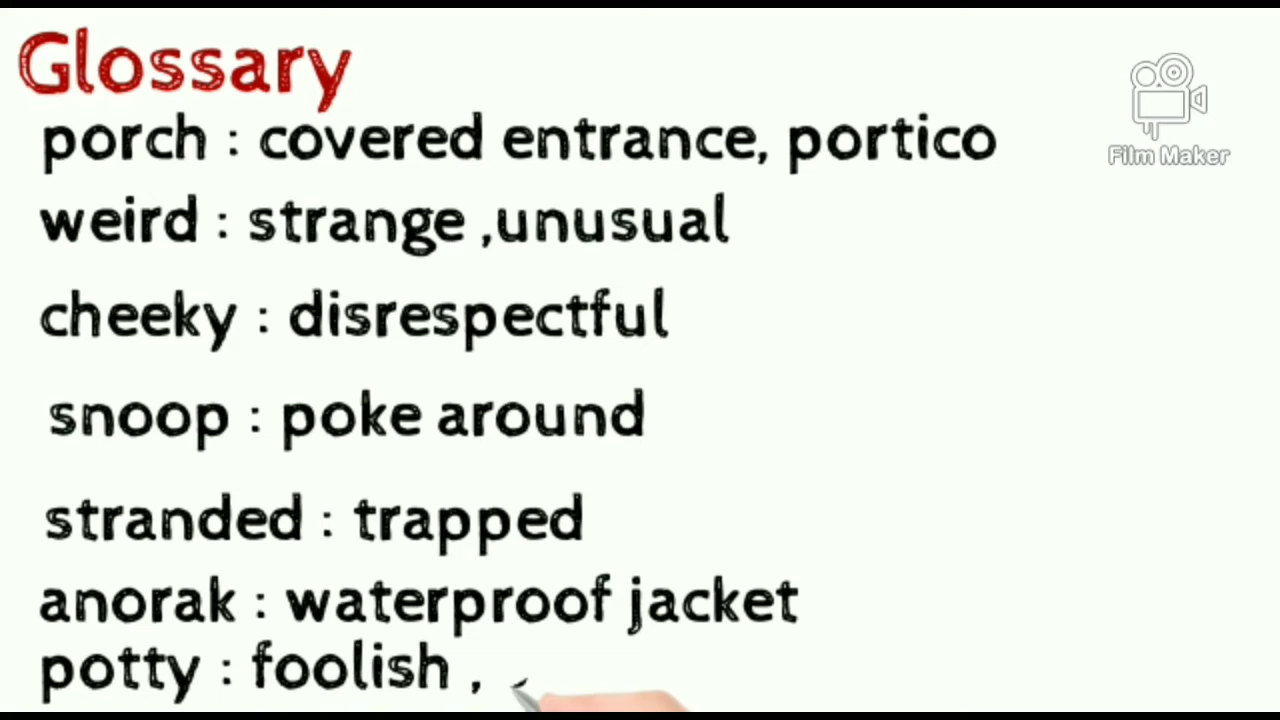 Glossary
porch : covered entrance, portico
Film Maker
weird : strange ,unusual
cheeky : disrespectful
snoop : poke around
stranded : trapped
anorak : waterproof jacket
potty : foolish ,